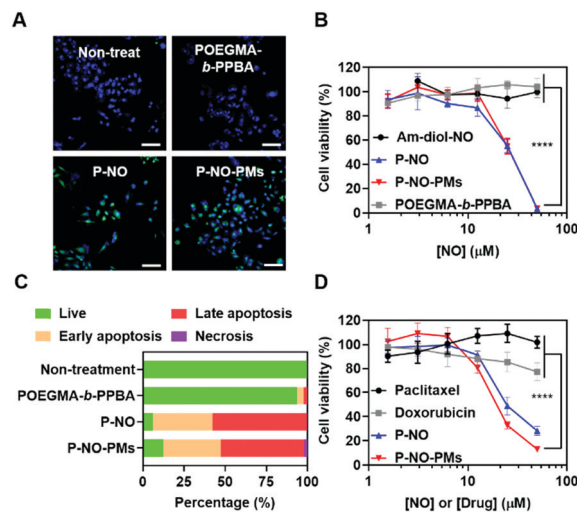 A
Non-treat
POEGMA-
b-PPBA
P-NO
P-NO-PMs
B
Cell viability (%)
120
100
80
60
40
20
0
Am-diol-NO
P-NO
P-NO-PMs
POEGMA-b-PPBA
****
1
10
100
[NO] (μM)
C
Live
Late apoptosis
Early apoptosis
Necrosis
Non-treatment
POEGMA-b-PPBA
P-NO
P-NO-PMs
0
25
50
75
100
Percentage (%)
D
Cell viability (%)
120
100
80
60
40
20
0
Paclitaxel
Doxorubicin
P-NO
P-NO-PMs
****
1
10
100
[NO] or [Drug] (μM)